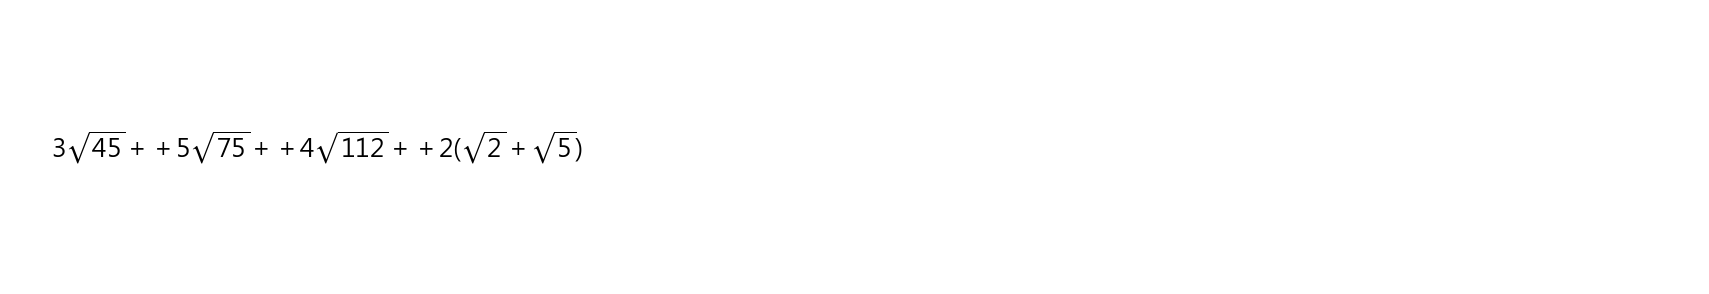 3√45 + +5√75 + +4√112 + +2(√2 + √5)